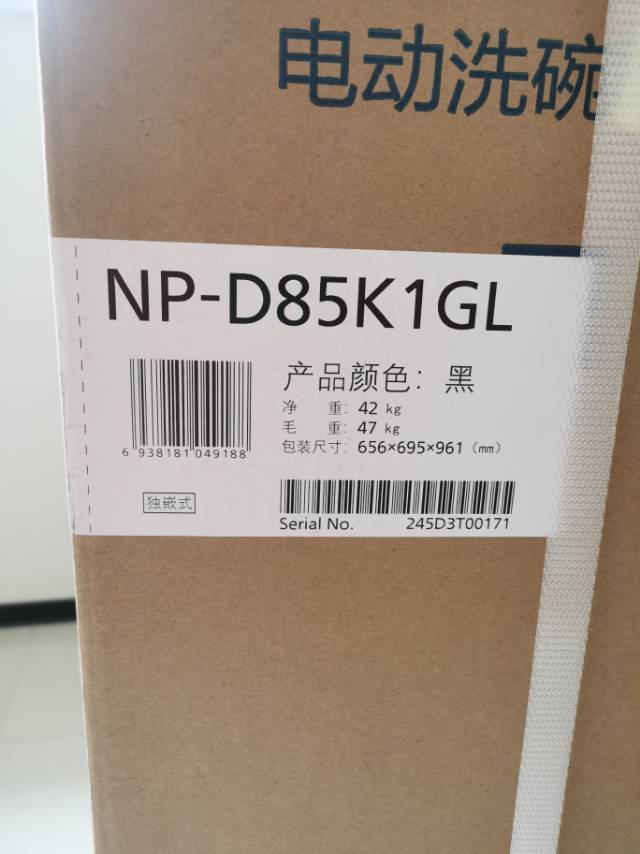 电动洗碗
NP-D85K1GL
产品颜色：黑
净 重：42 kg
毛 重：47 kg
包装尺寸：656×695×961（mm）
6 938181 049188
独嵌式
Serial No. 245D3T00171